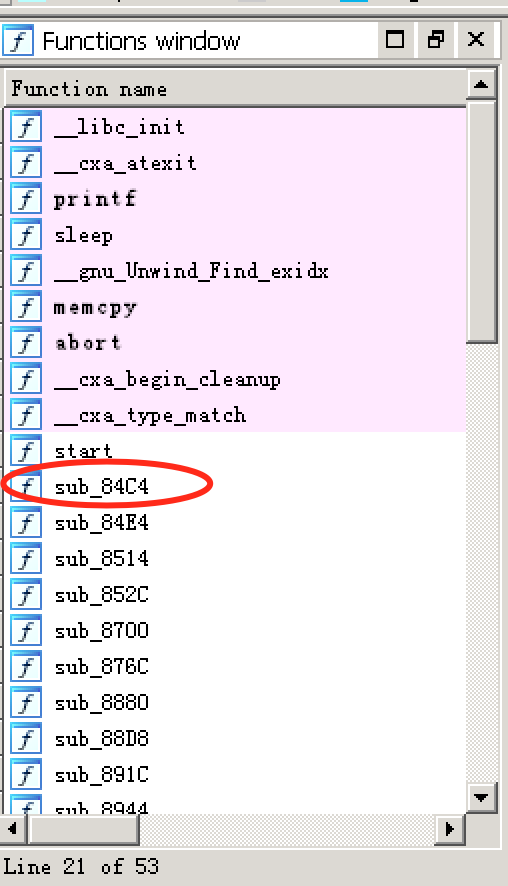 Functions window
Function name
__libc_init
__cxa_atexit
printf
sleep
__gnu_Unwind_Find_exidx
memcpy
abort
__cxa_begin_cleanup
__cxa_type_match
start
sub_84C4
sub_84E4
sub_8514
sub_852C
sub_8700
sub_876C
sub_8880
sub_88D8
sub_891C
sub_8944
Line 21 of 53